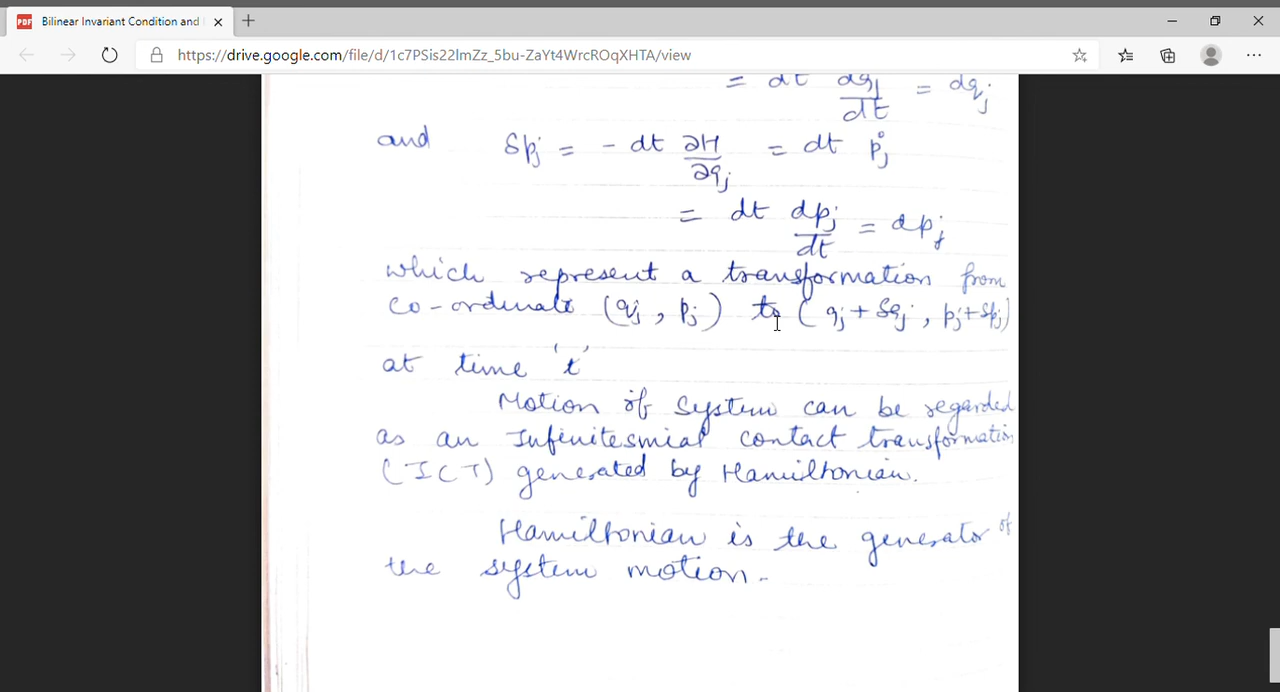 Bilinear Invariant Condition and
https://drive.google.com/file/d/1c7PSis22lmZz_5bu-ZaYt4WrcROqXHTA/view
= dt dqj/dt = dqj
and δpj = - dt ∂H/∂qj = dt ṗj
= dt dpj/dt = dpj
which represent a transformation from
co-ordinate (qj, pj) to (qj + δqj, pj + δpj)
at time 't'
Motion of System can be regarded
as an Infinitesmial contact transformation
(ICT) generated by Hamiltonian.
Hamiltonian is the generator of
the system motion.